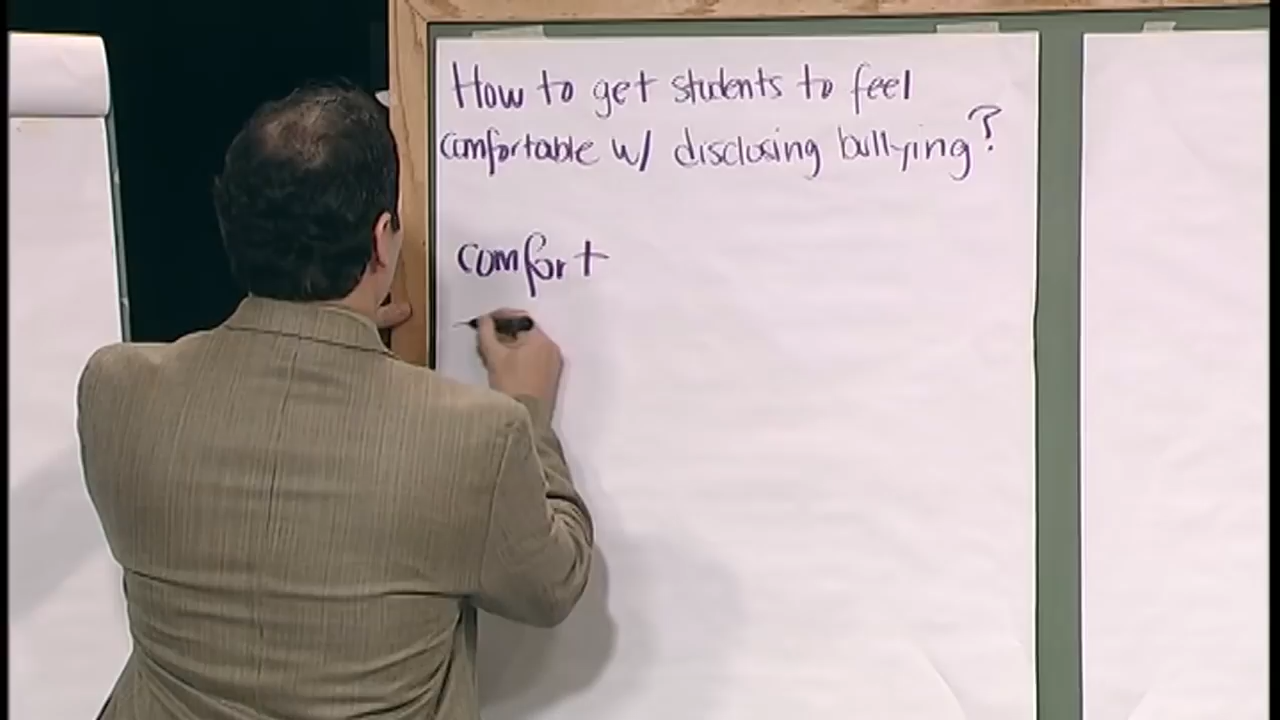 How to get students to feel
comfortable w/ disclosing bullying?
comfort